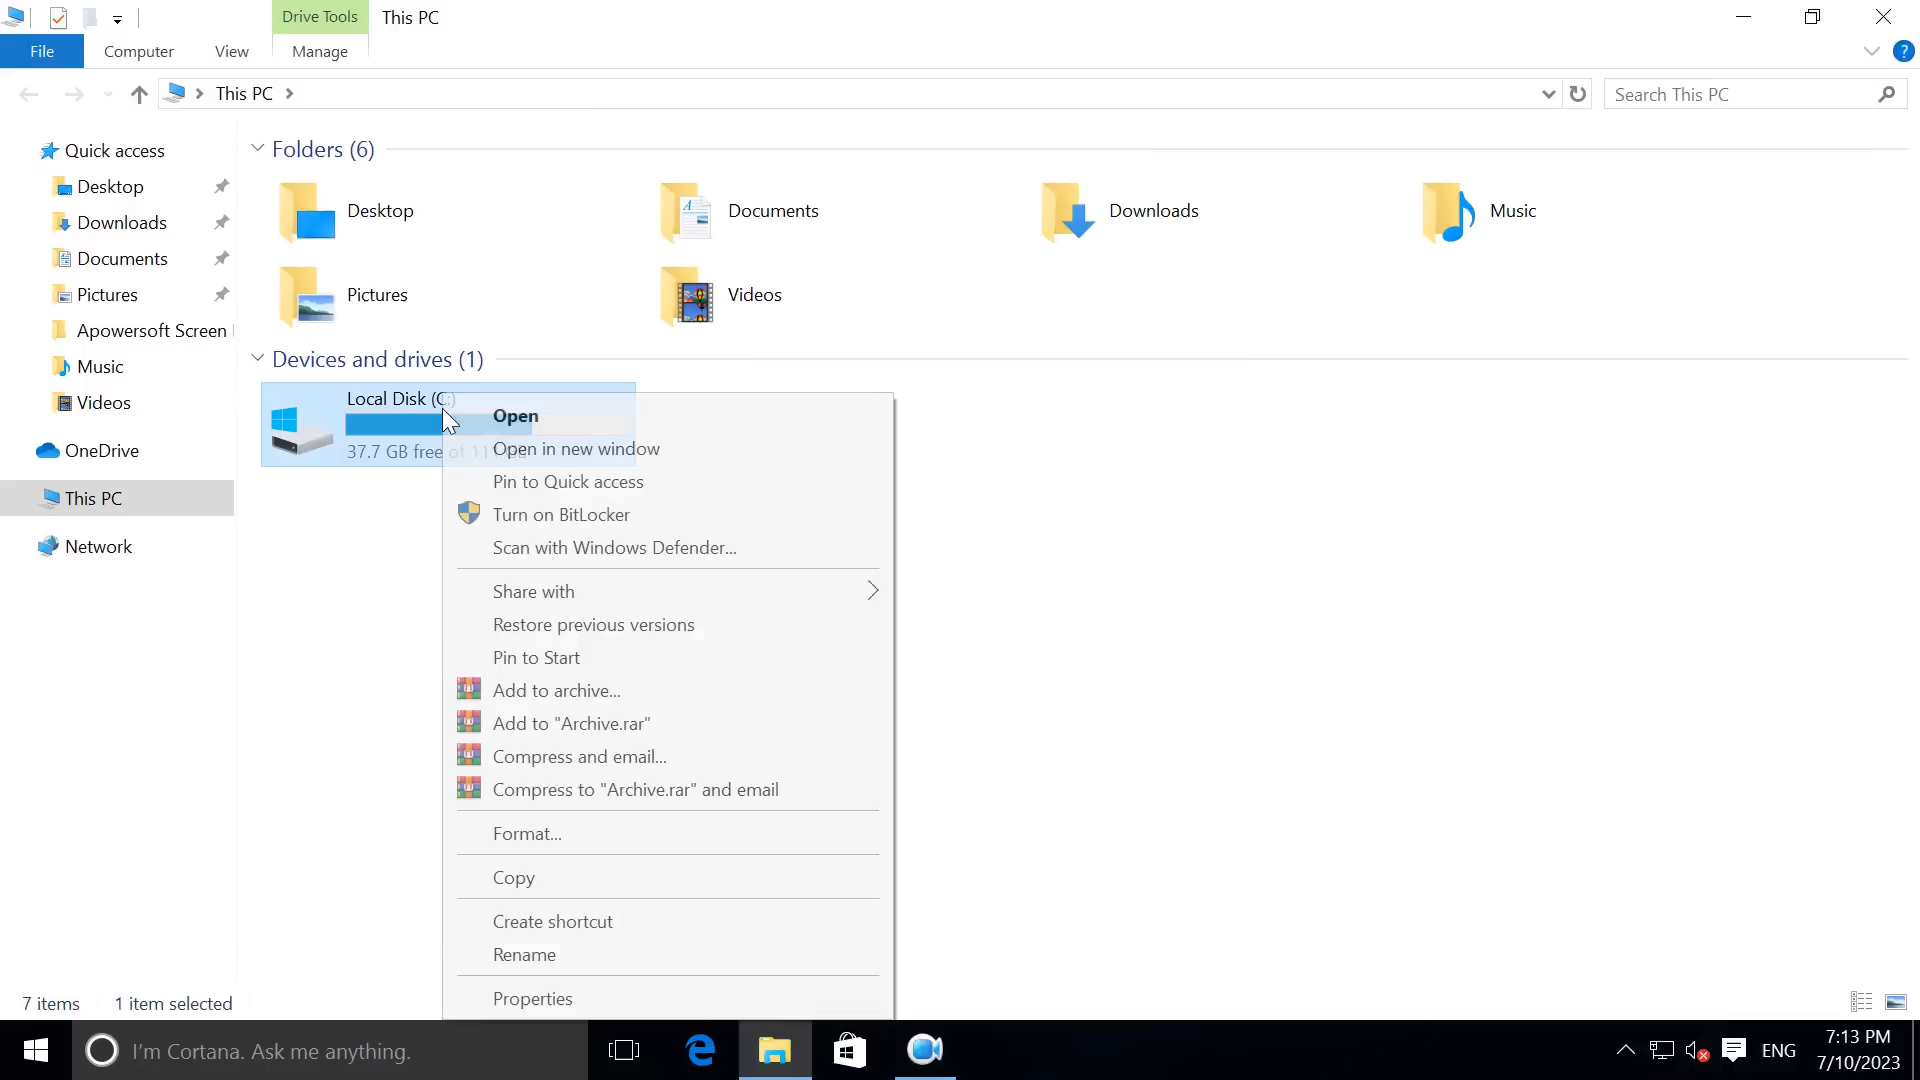 Drive Tools
This PC
File
Computer
View
Manage
This PC
Search This PC
Quick access
Desktop
Downloads
Documents
Pictures
Apowersoft Screen
Music
Videos
OneDrive
This PC
Network
Folders (6)
Desktop
Documents
Downloads
Music
Pictures
Videos
Devices and drives (1)
Local Disk (C:)
37.7 GB free of 11
Open
Open in new window
Pin to Quick access
Turn on BitLocker
Scan with Windows Defender...
Share with
Restore previous versions
Pin to Start
Add to archive...
Add to "Archive.rar"
Compress and email...
Compress to "Archive.rar" and email
Format...
Copy
Create shortcut
Rename
Properties
7 items
1 item selected
I'm Cortana. Ask me anything.
ENG
7:13 PM
7/10/2023